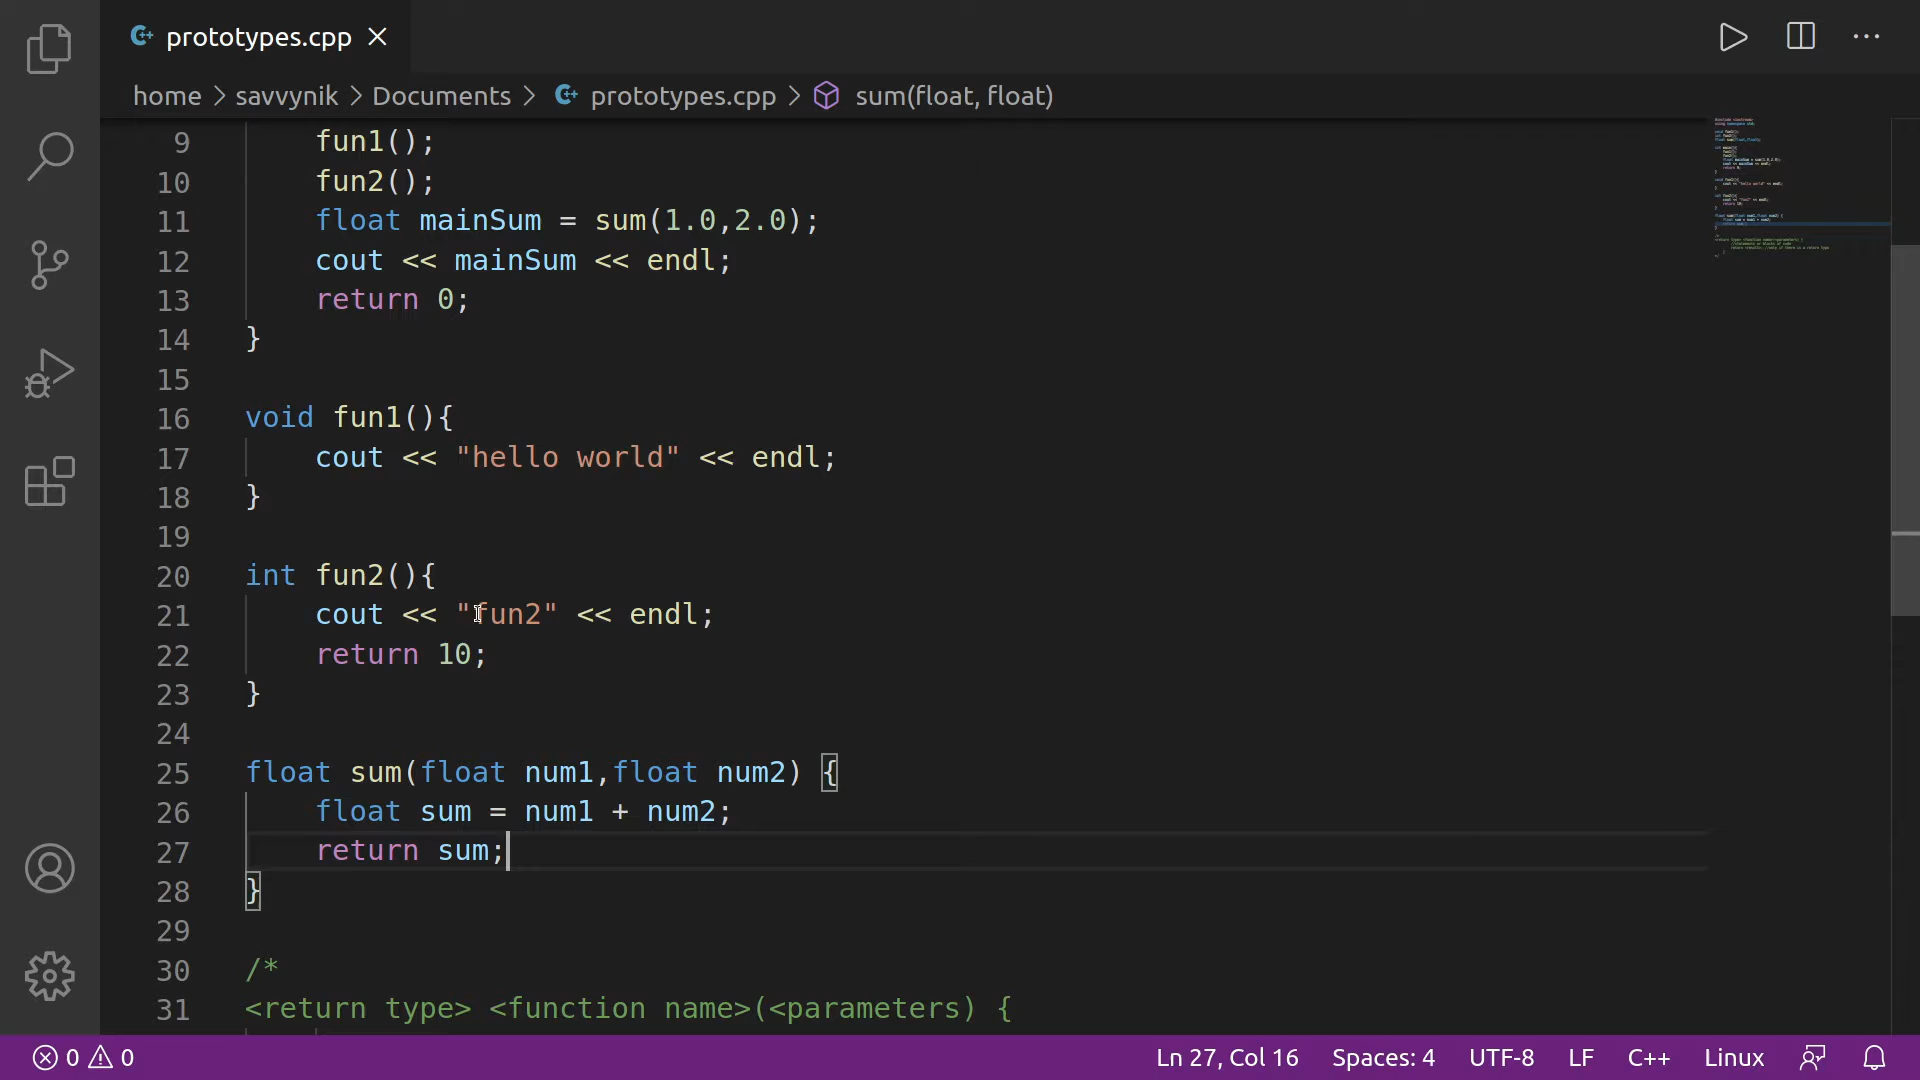 prototypes.cpp
home > savvynik > Documents > prototypes.cpp > sum(float, float)
9 fun1();
10 fun2();
11 float mainSum = sum(1.0,2.0);
12 cout << mainSum << endl;
13 return 0;
14 }
15
16 void fun1(){
17 cout << "hello world" << endl;
18 }
19
20 int fun2(){
21 cout << "fun2" << endl;
22 return 10;
23 }
24
25 float sum(float num1,float num2) {
26 float sum = num1 + num2;
27 return sum;
28 }
29
30 /*
31 <return type> <function name>(<parameters) {
0 0 Ln 27, Col 16 Spaces: 4 UTF-8 LF C++ Linux